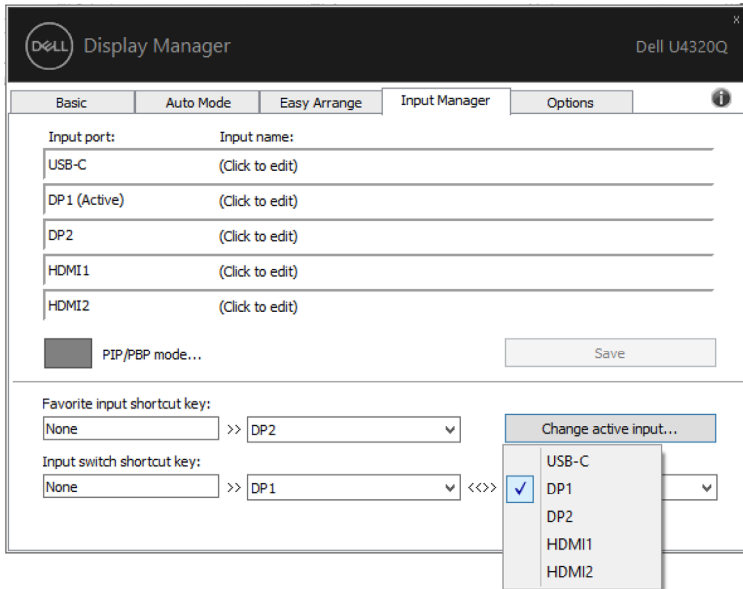 DELL Display Manager
Dell U4320Q
x
Basic Auto Mode Easy Arrange Input Manager Options i
Input port: Input name:
USB-C (Click to edit)
DP1 (Active) (Click to edit)
DP2 (Click to edit)
HDMI1 (Click to edit)
HDMI2 (Click to edit)
PIP/PBP mode... Save
Favorite input shortcut key:
None >> DP2 Change active input...
Input switch shortcut key:
None >> DP1 <<>>
USB-C
DP1
DP2
HDMI1
HDMI2